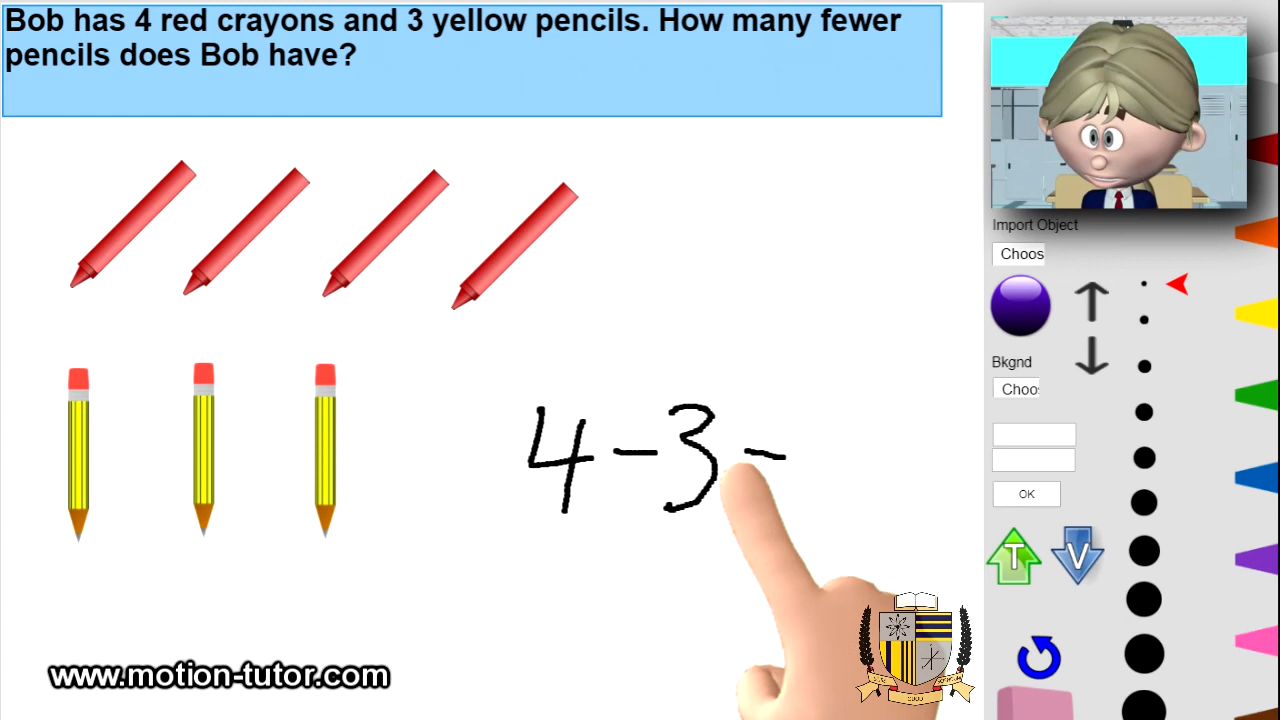 Bob has 4 red crayons and 3 yellow pencils. How many fewer
pencils does Bob have?
Import Object
Choos
Bkgnd
Choo
4 - 3 -
OK
T V
www.motion-tutor.com